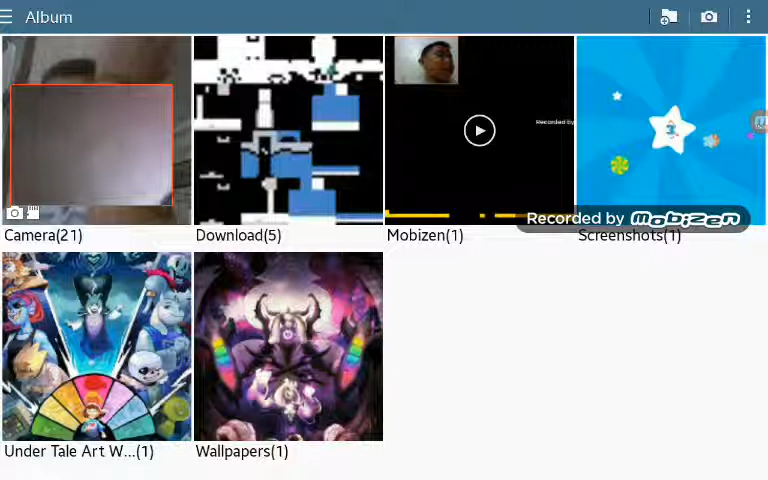 Album
Recorded by
3
Recorded by mobizen
Camera(21)
Download(5)
Mobizen(1)
Screenshots(1)
Under Tale Art W...(1)
Wallpapers(1)